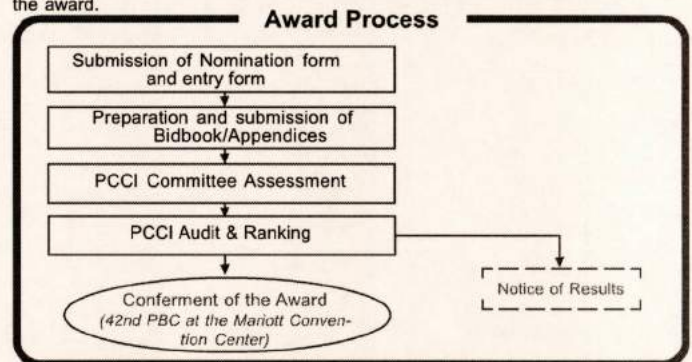 the award.
Award Process
Submission of Nomination form
and entry form
Preparation and submission of
Bidbook/Appendices
PCCI Committee Assessment
PCCI Audit & Ranking
Notice of Results
Conferment of the Award
(42nd PBC at the Mariott Conven-
tion Center)